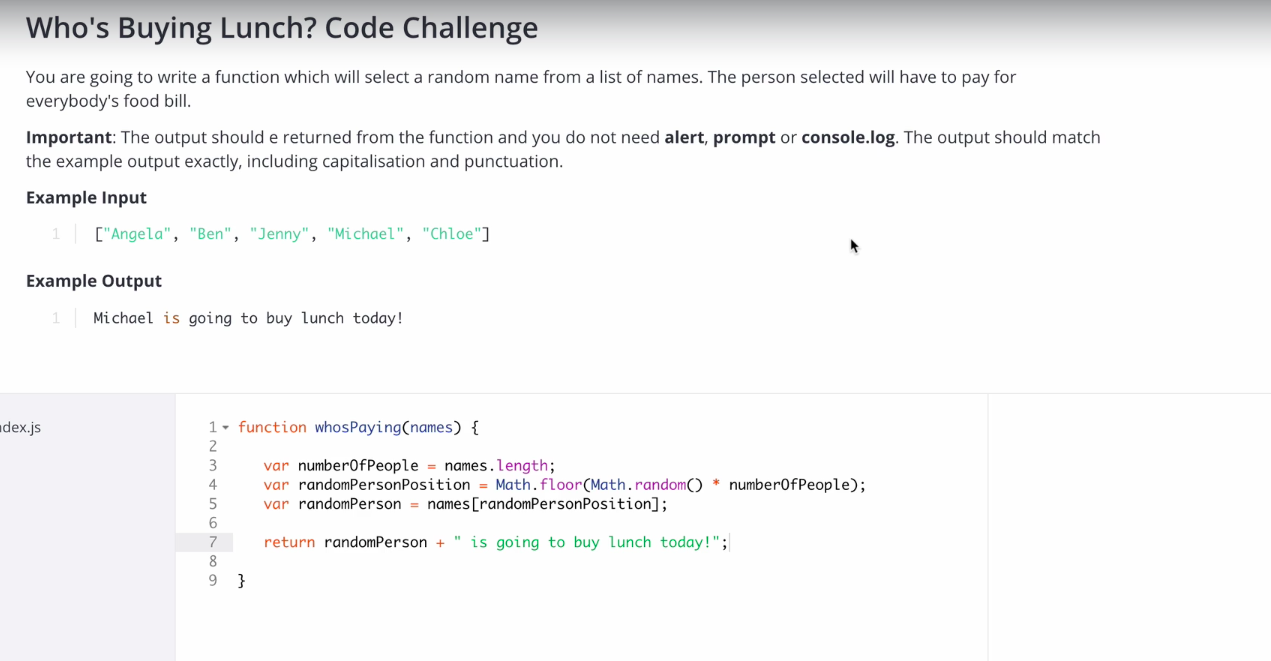 Who's Buying Lunch? Code Challenge
You are going to write a function which will select a random name from a list of names. The person selected will have to pay for
everybody's food bill.
Important: The output should e returned from the function and you do not need alert, prompt or console.log. The output should match
the example output exactly, including capitalisation and punctuation.
Example Input
1 ["Angela", "Ben", "Jenny", "Michael", "Chloe"]
Example Output
1 Michael is going to buy lunch today!
ndex.js
1 function whosPaying(names) {
2
3 var numberOfPeople = names.length;
4 var randomPersonPosition = Math.floor(Math.random() * numberOfPeople);
5 var randomPerson = names[randomPersonPosition];
6
7 return randomPerson + " is going to buy lunch today!";
8
9 }